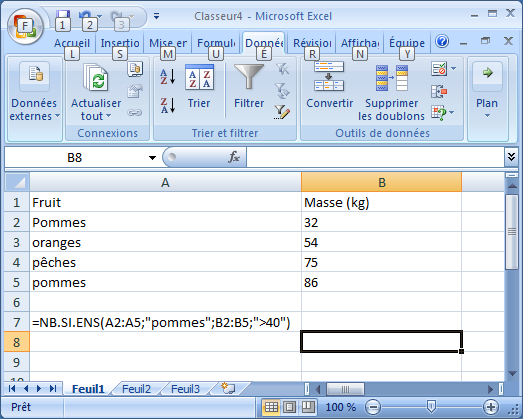 Classeur4 - Microsoft Excel
F 1 2 3
Accueil Insertio Mise.er Formule Donnée Révision Affichag Équipe
L S M U É R N Y
Données externes
Actualiser tout
Connexions
Trier
Filtrer
Trier et filtrer
Convertir
Supprimer les doublons
Outils de données
Plan
B8 fx
A B
1 Fruit Masse (kg)
2 Pommes 32
3 oranges 54
4 pêches 75
5 pommes 86
6
7 =NB.SI.ENS(A2:A5;"pommes";B2:B5;">40")
8
9
Feuil1 Feuil2 Feuil3
Prêt 100 %